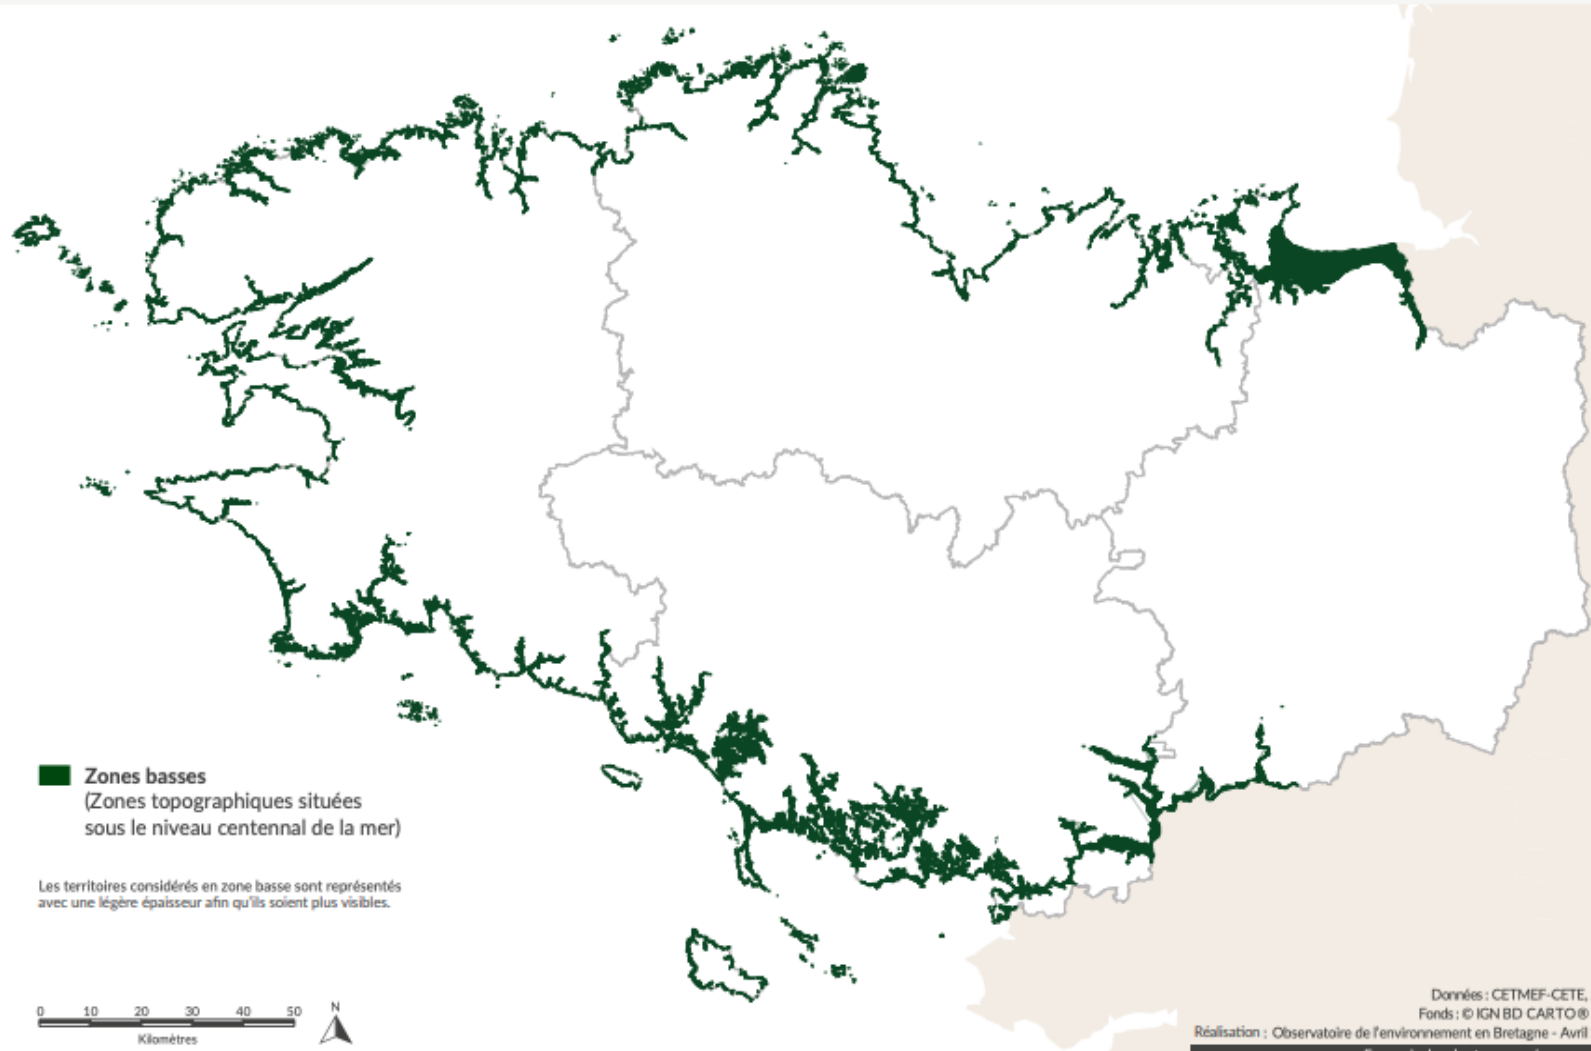 Zones basses
(Zones topographiques situées
sous le niveau centennal de la mer)
Les territoires considérés en zone basse sont représentés
avec une légère épaisseur afin qu'ils soient plus visibles.
0 10 20 30 40 50
Kilomètres
N
Données : CETMEF-CETE,
Fonds : © IGN BD CARTO®
Réalisation : Observatoire de l'environnement en Bretagne - Avril